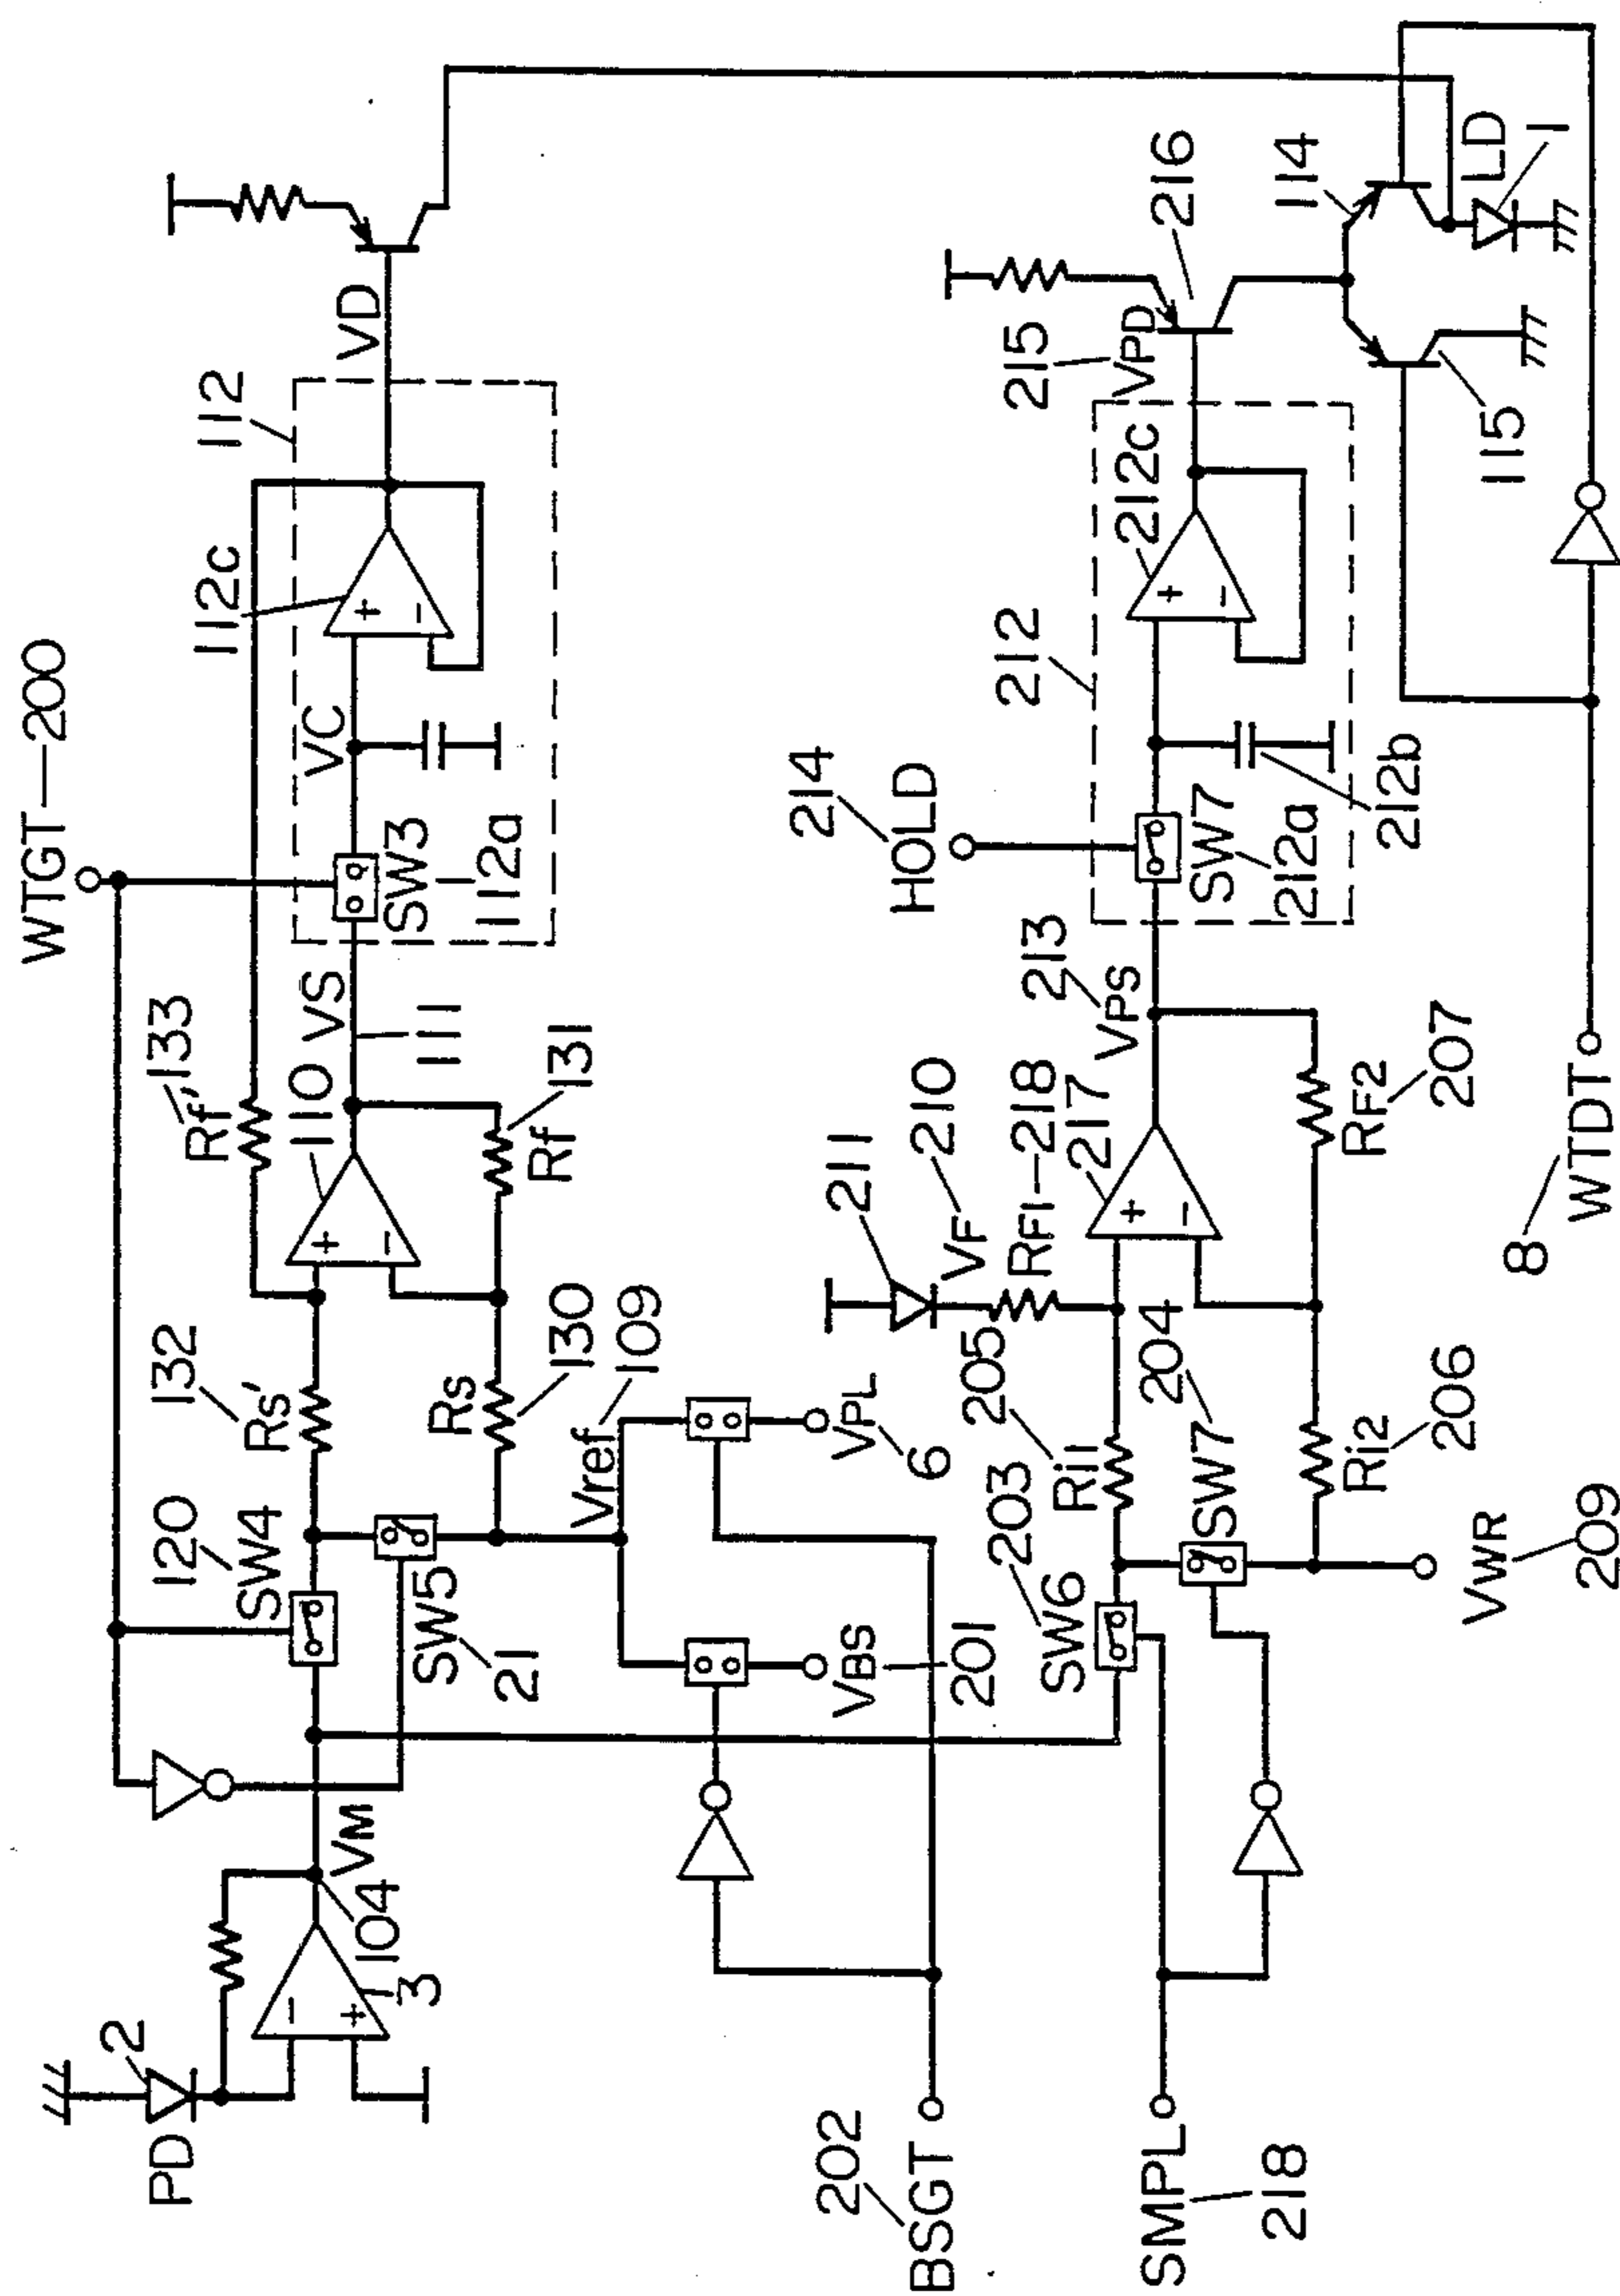 WTGT—200
112
112c
VD
133
Rf'
110
VS
VC
132
Rs'
111
SW3
112a
120
SW4
131
Rf
Rs
130
SW5
21
Vref
109
PD
2
VM
104
3
VBS
201
VPL
6
202
BSGT
211
VF
210
RF1—218
217
214
HOLD
212
212c
215
VPD
216
213
VPS
SW7
212a
212b
114
LD
1
115
205
Ri1
204
SW7
203
SW6
Ri2
206
RF2
207
VWR
209
SMPL
218
8
WTDT
+
−
+
−
+
−
+
−
+
−